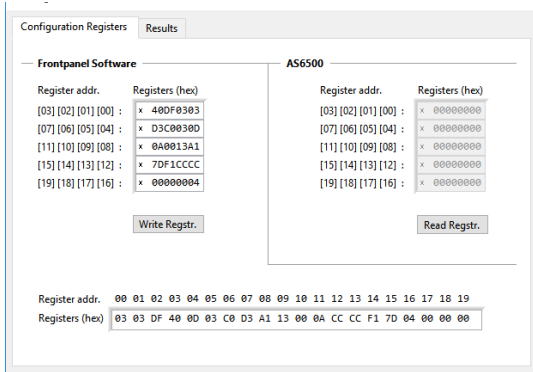 Configuration Registers Results
Frontpanel Software AS6500
Register addr. Registers (hex) Register addr. Registers (hex)
[03] [02] [01] [00] : x 40DF0303 [03] [02] [01] [00] : x 00000000
[07] [06] [05] [04] : x D3C0030D [07] [06] [05] [04] : x 00000000
[11] [10] [09] [08] : x 0A0013A1 [11] [10] [09] [08] : x 00000000
[15] [14] [13] [12] : x 7DF1CCCC [15] [14] [13] [12] : x 00000000
[19] [18] [17] [16] : x 00000004 [19] [18] [17] [16] : x 00000000
Write Regstr. Read Regstr.
Register addr. 00 01 02 03 04 05 06 07 08 09 10 11 12 13 14 15 16 17 18 19
Registers (hex) 03 03 DF 40 0D 03 C0 D3 A1 13 00 0A CC CC F1 7D 04 00 00 00